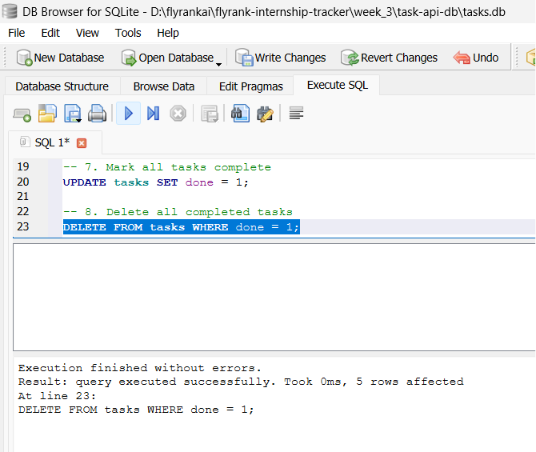 DB Browser for SQLite - D:\flyrankai\flyrank-internship-tracker\week_3\task-api-db\tasks.db
File Edit View Tools Help
New Database Open Database Write Changes Revert Changes Undo
Database Structure Browse Data Edit Pragmas Execute SQL
SQL 1*
19 -- 7. Mark all tasks complete
20 UPDATE tasks SET done = 1;
21
22 -- 8. Delete all completed tasks
23 DELETE FROM tasks WHERE done = 1;
Execution finished without errors.
Result: query executed successfully. Took 0ms, 5 rows affected
At line 23:
DELETE FROM tasks WHERE done = 1;